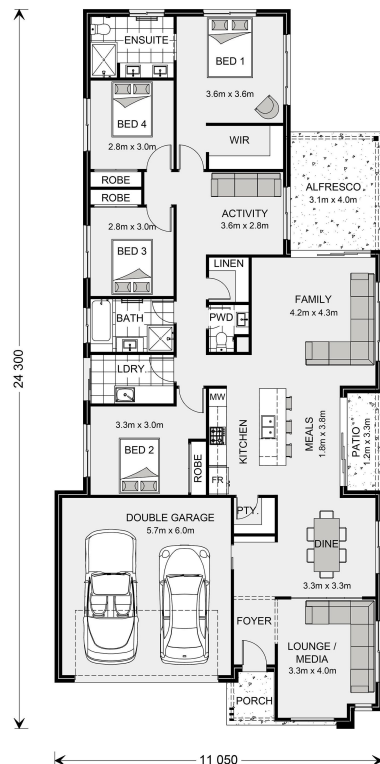 ENSUITE
BED 1
3.6m x 3.6m
BED 4
2.8m x 3.0m
WIR
ROBE
ROBE
ALFRESCO
3.1m x 4.0m
ACTIVITY
3.6m x 2.8m
2.8m x 3.0m
BED 3
LINEN
FAMILY
4.2m x 4.3m
BATH
PWD
LDRY
24 300
MW
KITCHEN
MEALS
1.8m x 3.8m
PATIO
1.2m x 3.3m
3.3m x 3.0m
BED 2
ROBE
FR
PTY.
DOUBLE GARAGE
5.7m x 6.0m
DINE
3.3m x 3.3m
FOYER
LOUNGE /
MEDIA
3.3m x 4.0m
PORCH
11 050